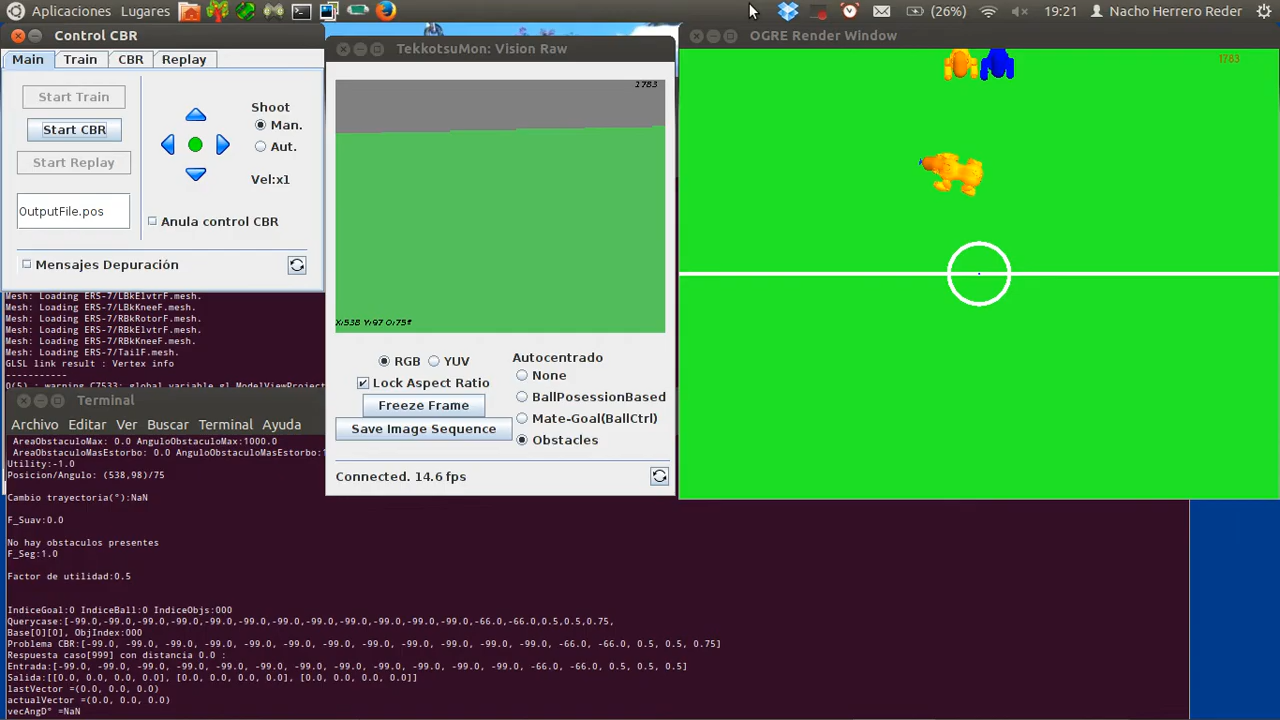 Aplicaciones Lugares (26%) 19:21 Nacho Herrero Reder
Control CBR
Main Train CBR Replay
Start Train
Start CBR
Start Replay
OutputFile.pos
Shoot
Man.
Aut.
Vel:x1
Anula control CBR
Mensajes Depuración
Mesh: Loading ERS-7/LBkElvtrF.mesh.
Mesh: Loading ERS-7/LBkKneeF.mesh.
Mesh: Loading ERS-7/RBkRotorF.mesh.
Mesh: Loading ERS-7/RBkElvtrF.mesh.
Mesh: Loading ERS-7/RBkKneeF.mesh.
Mesh: Loading ERS-7/TailF.mesh.
GLSL link result : Vertex info
-----------
0(5) : warning C7533: global variable gl_ModelViewProject
TekkotsuMon: Vision Raw
1783
RGB YUV
Lock Aspect Ratio
Freeze Frame
Save Image Sequence
Autocentrado
None
BallPosessionBased
Mate-Goal(BallCtrl)
Obstacles
Connected. 14.6 fps
OGRE Render Window
1783
Terminal
Archivo Editar Ver Buscar Terminal Ayuda
AreaObstaculoMax: 0.0 AnguloObstaculoMax:1000.0
AreaObstaculoMasEstorbo: 0.0 AnguloObstaculoMasEstorbo:1
Utility:-1.0
Posicion/Angulo: (538,98)/75
Cambio trayectoria(°):NaN
F_Suav:0.0
No hay obstaculos presentes
F_Seg:1.0
Factor de utilidad:0.5
IndiceGoal:0 IndiceBall:0 IndiceObjs:000
Querycase:[-99.0,-99.0,-99.0,-99.0,-99.0,-99.0,-99.0,-99.0,-99.0,-99.0,-66.0,-66.0,0.5,0.5,0.75,
Base[0][0], ObjIndex:000
Problema CBR:[-99.0, -99.0, -99.0, -99.0, -99.0, -99.0, -99.0, -99.0, -99.0, -99.0, -66.0, -66.0, 0.5, 0.5, 0.75]
Respuesta caso[999] con distancia 0.0 :
Entrada:[-99.0, -99.0, -99.0, -99.0, -99.0, -99.0, -99.0, -99.0, -99.0, -99.0, -66.0, -66.0, 0.5, 0.5, 0.5]
Salida:[[0.0, 0.0, 0.0, 0.0], [0.0, 0.0, 0.0, 0.0], [0.0, 0.0, 0.0, 0.0]]
lastVector =(0.0, 0.0, 0.0)
actualVector =(0.0, 0.0, 0.0)
vecAngD° =NaN